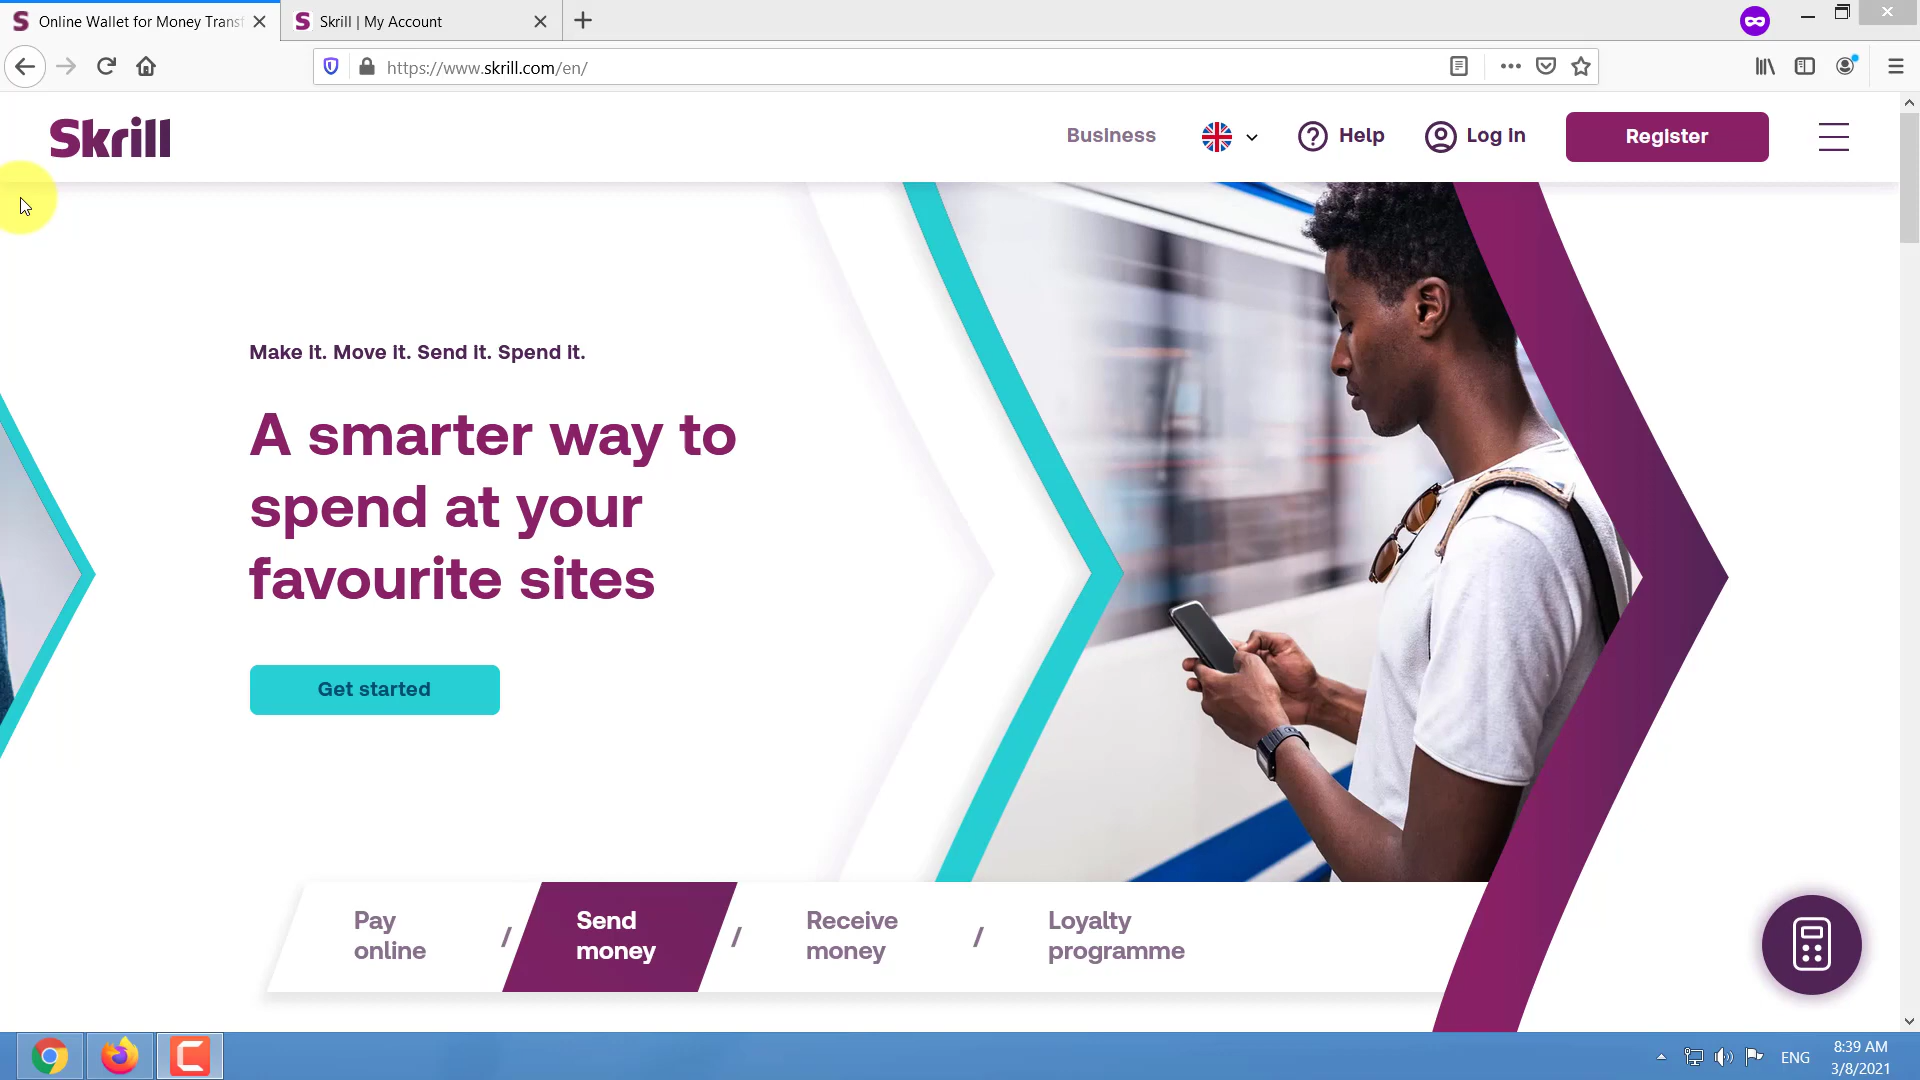 Online Wallet for Money Transf
Skrill | My Account
https://www.skrill.com/en/
Skrill
Business
Help
Log in
Register
Make it. Move it. Send it. Spend it.
A smarter way to
spend at your
favourite sites
Get started
Pay
online
/
Send
money
/
Receive
money
/
Loyalty
programme
ENG
8:39 AM
3/8/2021